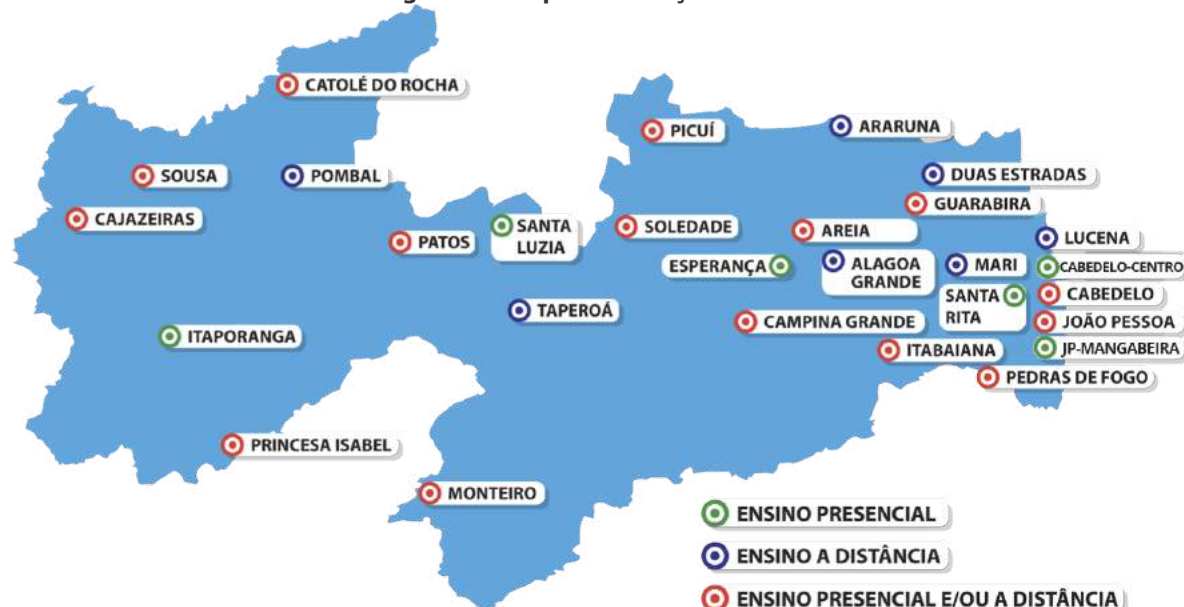 CATOLÉ DO ROCHA
PICUÍ
ARARUNA
SOUSA
POMBAL
DUAS ESTRADAS
GUARABIRA
CAJAZEIRAS
PATOS
SANTA
LUZIA
SOLEDADE
AREIA
LUCENA
ESPERANÇA
ALAGOA
GRANDE
MARI
CABEDELO-CENTRO
SANTA
RITA
CABEDELO
TAPEROÁ
CAMPINA GRANDE
JOÃO PESSOA
ITAPORANGA
ITABAIANA
JP-MANGABEIRA
PEDRAS DE FOGO
PRINCESA ISABEL
MONTEIRO
ENSINO PRESENCIAL
ENSINO A DISTÂNCIA
ENSINO PRESENCIAL E/OU A DISTÂNCIA